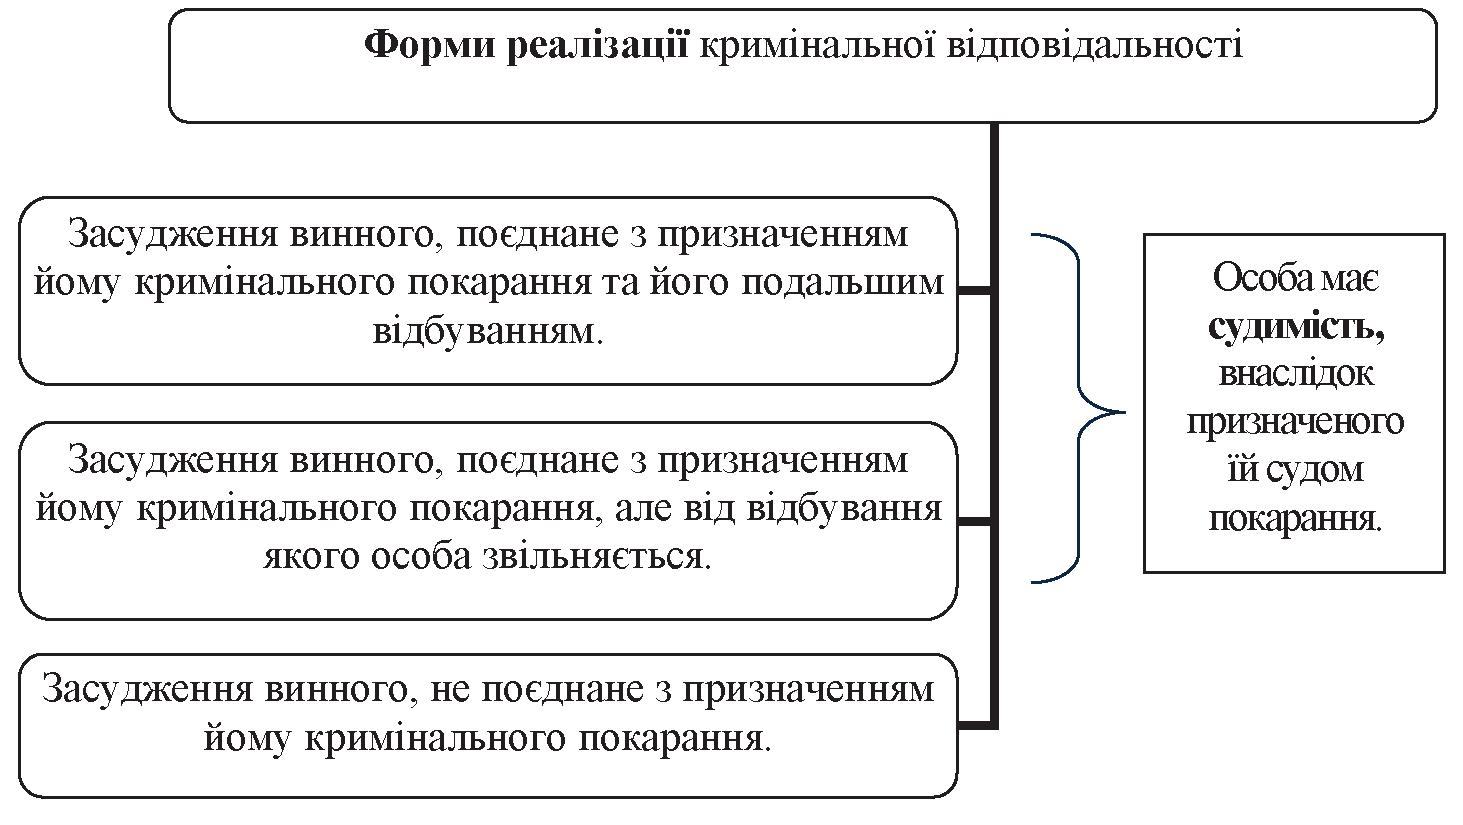 Форми реалізації кримінальної відповідальності
Засудження винного, поєднане з призначенням
йому кримінального покарання та його подальшим
відбуванням.
Засудження винного, поєднане з призначенням
йому кримінального покарання, але від відбування
якого особа звільняється.
Засудження винного, не поєднане з призначенням
йому кримінального покарання.
Особа має
судимість,
внаслідок
призначеного
їй судом
покарання.